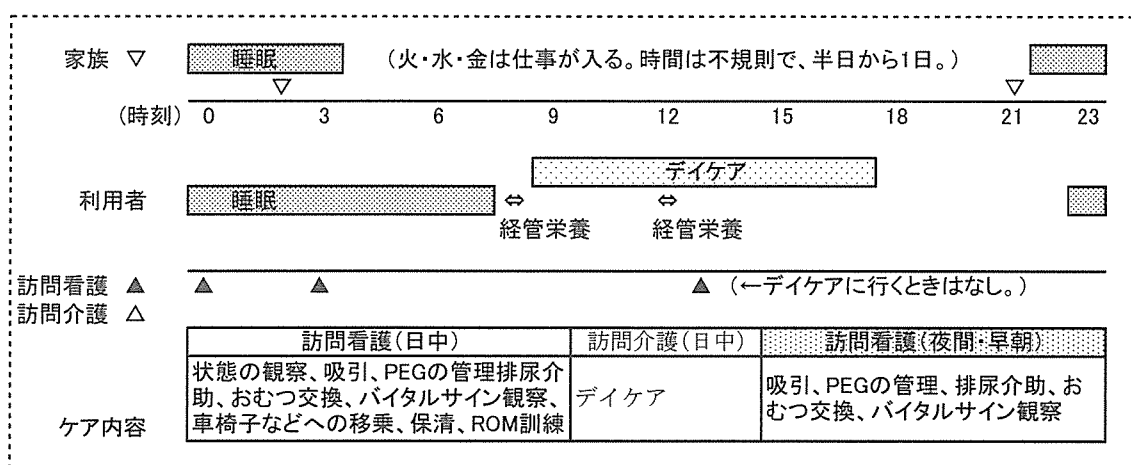 家族 ▽ 睡眠 (火・水・金は仕事が入る。時間は不規則で、半日から1日。)
▽ ▽
(時刻) 0 3 6 9 12 15 18 21 23
デイケア
利用者 睡眠 ⇔ ⇔
経管栄養 経管栄養
訪問看護 ▲ ▲ ▲ ▲ (←デイケアに行くときはなし。)
訪問介護 △
訪問看護(日中) 訪問介護(日中) 訪問看護(夜間・早朝)
ケア内容
状態の観察、吸引、PEGの管理排尿介
助、おむつ交換、バイタルサイン観察、
車椅子などへの移乗、保清、ROM訓練
デイケア
吸引、PEGの管理、排尿介助、お
むつ交換、バイタルサイン観察